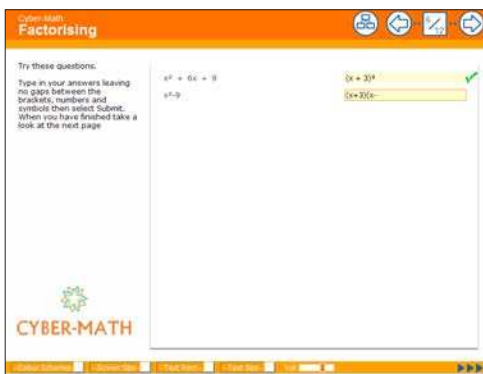 Cyber-Math
Factorising
Try these questions.
Type in your answers leaving
no gaps between the
brackets, numbers and
symbols then select Submit.
When you have finished take a
look at the next page
x² + 6x + 9
(x + 3)²
x²-9
(x+3)(x-
CYBER-MATH